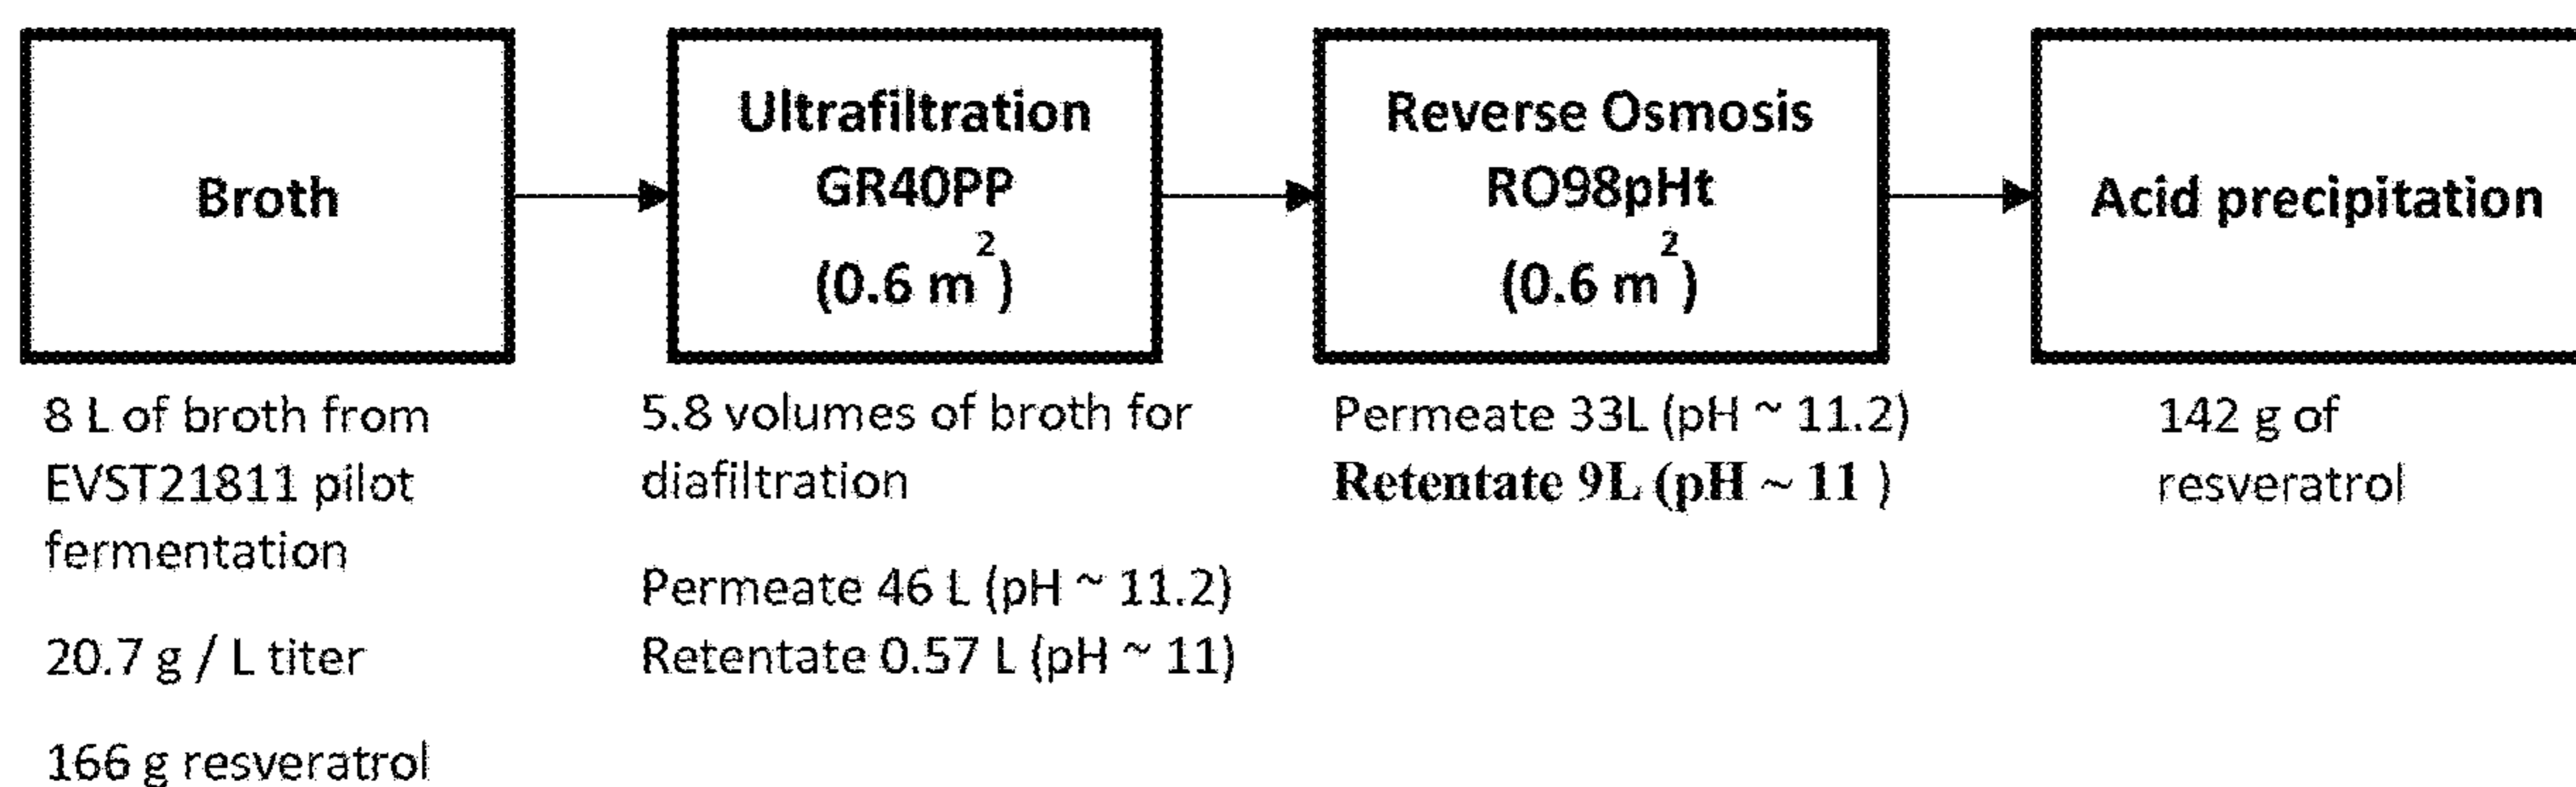 Broth
8 L of broth from
EVST21811 pilot
fermentation
20.7 g / L titer
166 g resveratrol
Ultrafiltration
GR40PP
(0.6 m²)
5.8 volumes of broth for
diafiltration
Permeate 46 L (pH ~ 11.2)
Retentate 0.57 L (pH ~ 11)
Reverse Osmosis
RO98pHt
(0.6 m²)
Permeate 33L (pH ~ 11.2)
Retentate 9L (pH ~ 11 )
Acid precipitation
142 g of
resveratrol